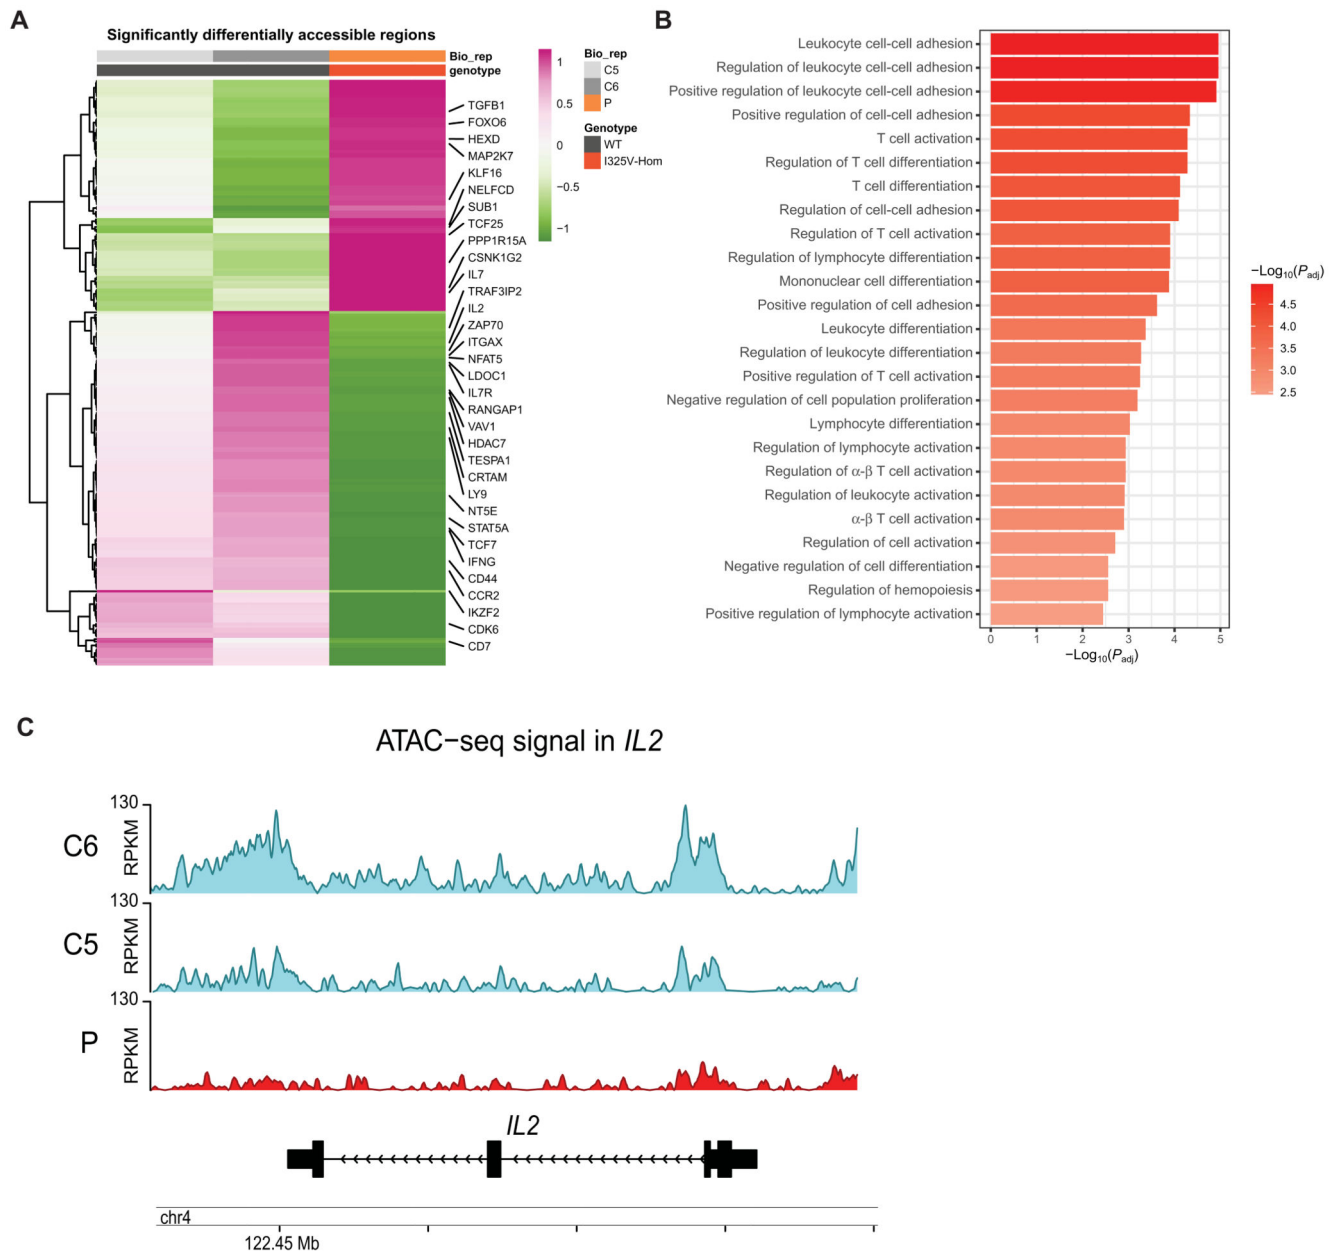 A
Significantly differentially accessible regions
Bio_rep
genotype
TGFB1
FOXO6
HEXD
MAP2K7
KLF16
NELFCD
SUB1
TCF25
PPP1R15A
CSNK1G2
IL7
TRAF3IP2
IL2
ZAP70
ITGAX
NFAT5
LDOC1
IL7R
RANGAP1
VAV1
HDAC7
TESPA1
CRTAM
LY9
NT5E
STAT5A
TCF7
IFNG
CD44
CCR2
IKZF2
CDK6
CD7
1
0.5
0
−0.5
−1
Bio_rep
C5
C6
P
Genotype
WT
I325V-Hom
B
Leukocyte cell-cell adhesion
Regulation of leukocyte cell-cell adhesion
Positive regulation of leukocyte cell-cell adhesion
Positive regulation of cell-cell adhesion
T cell activation
Regulation of T cell differentiation
T cell differentiation
Regulation of cell-cell adhesion
Regulation of T cell activation
Regulation of lymphocyte differentiation
Mononuclear cell differentiation
Positive regulation of cell adhesion
Leukocyte differentiation
Regulation of leukocyte differentiation
Positive regulation of T cell activation
Negative regulation of cell population proliferation
Lymphocyte differentiation
Regulation of lymphocyte activation
Regulation of α-β T cell activation
Regulation of leukocyte activation
α-β T cell activation
Regulation of cell activation
Negative regulation of cell differentiation
Regulation of hemopoiesis
Positive regulation of lymphocyte activation
0 1 2 3 4 5
−Log10(Padj)
−Log10(Padj)
4.5
4.0
3.5
3.0
2.5
C
ATAC−seq signal in IL2
C6
130
RPKM
C5
130
RPKM
P
130
RPKM
IL2
chr4
122.45 Mb